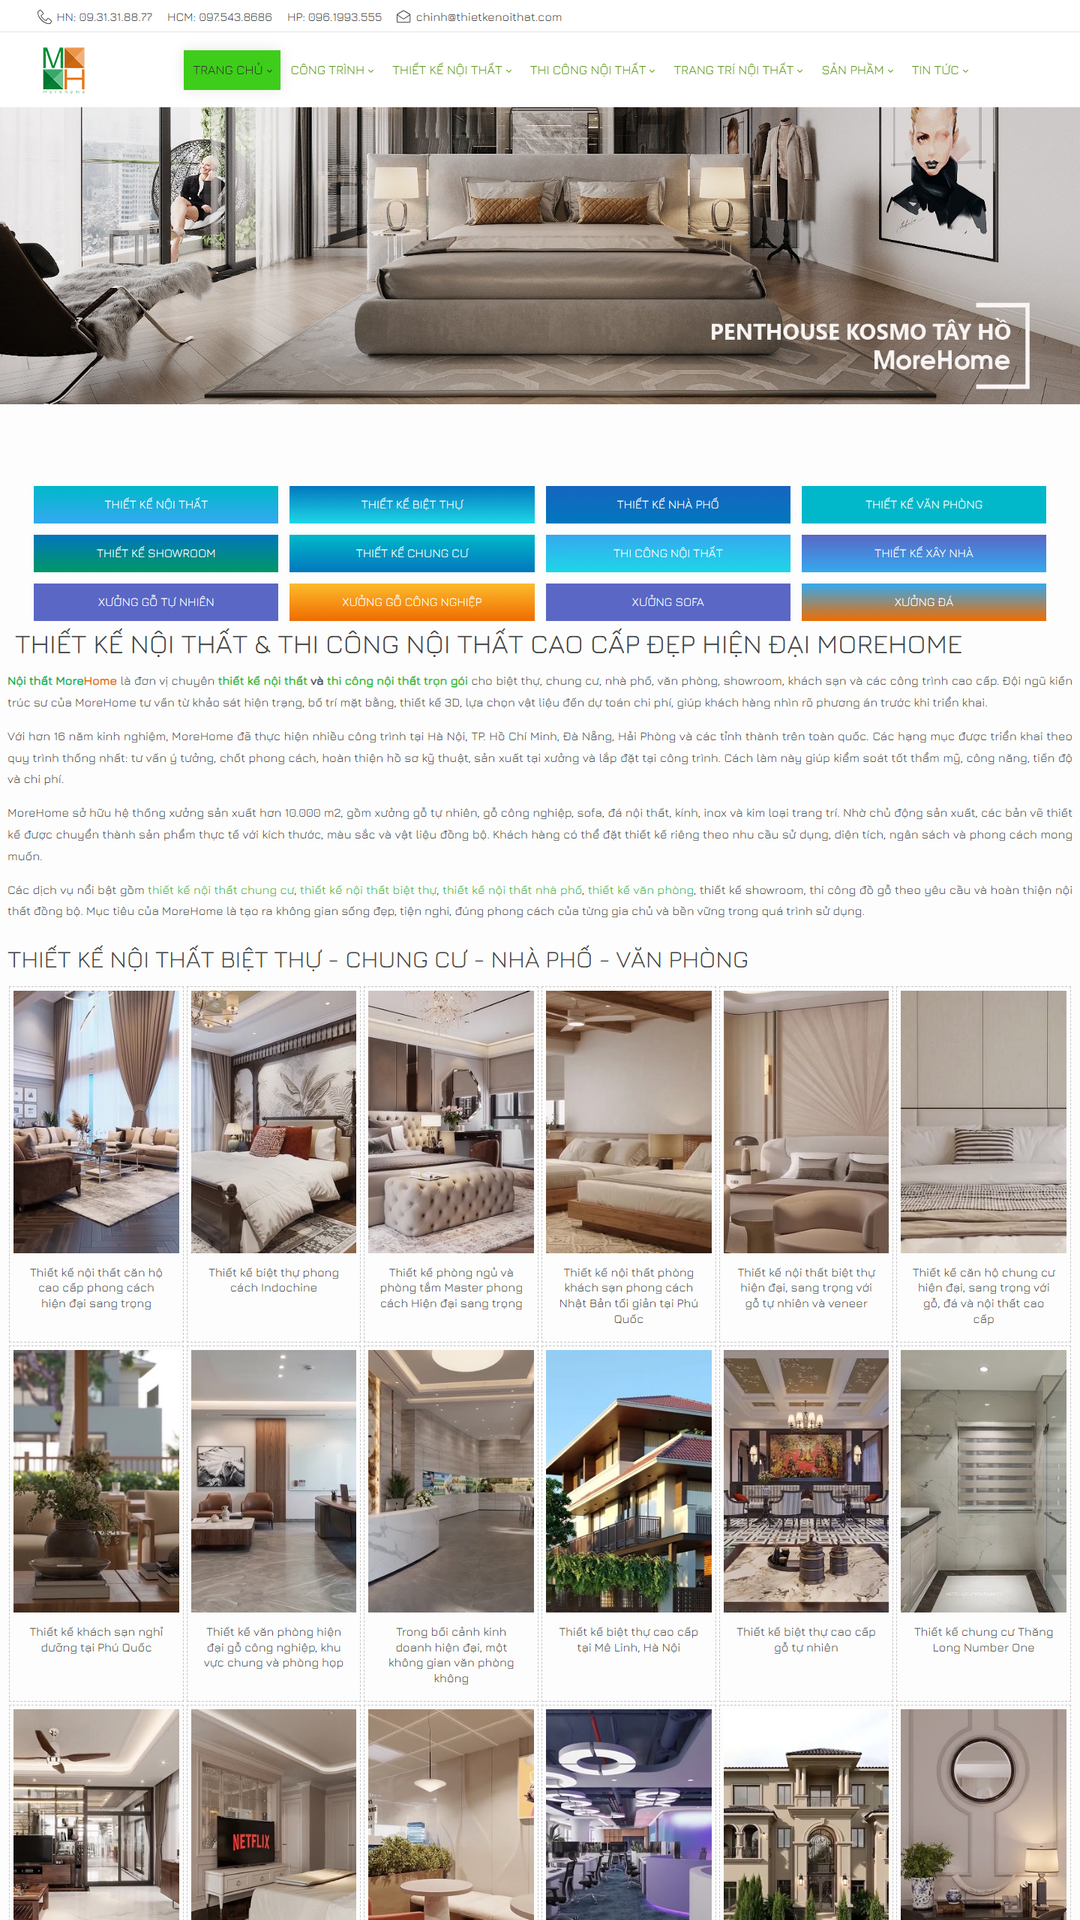 HN: 09.31.31.88.77 HCM: 097.543.8686 HP: 096.1993.555 chinh@thietkenoithat.com
M H
MoreHome
TRANG CHỦ CÔNG TRÌNH THIẾT KẾ NỘI THẤT THI CÔNG NỘI THẤT TRANG TRÍ NỘI THẤT SẢN PHẨM TIN TỨC
PENTHOUSE KOSMO TÂY HỒ
MoreHome
THIẾT KẾ NỘI THẤT THIẾT KẾ BIỆT THỰ THIẾT KẾ NHÀ PHỐ THIẾT KẾ VĂN PHÒNG
THIẾT KẾ SHOWROOM THIẾT KẾ CHUNG CƯ THI CÔNG NỘI THẤT THIẾT KẾ XÂY NHÀ
XƯỞNG GỖ TỰ NHIÊN XƯỞNG GỖ CÔNG NGHIỆP XƯỞNG SOFA XƯỞNG ĐÁ
THIẾT KẾ NỘI THẤT & THI CÔNG NỘI THẤT CAO CẤP ĐẸP HIỆN ĐẠI MOREHOME
Nội thất MoreHome là đơn vị chuyên thiết kế nội thất và thi công nội thất trọn gói cho biệt thự, chung cư, nhà phố, văn phòng, showroom, khách sạn và các công trình cao cấp. Đội ngũ kiến
trúc sư của MoreHome tư vấn từ khảo sát hiện trạng, bố trí mặt bằng, thiết kế 3D, lựa chọn vật liệu đến dự toán chi phí, giúp khách hàng nhìn rõ phương án trước khi triển khai.
Với hơn 16 năm kinh nghiệm, MoreHome đã thực hiện nhiều công trình tại Hà Nội, TP. Hồ Chí Minh, Đà Nẵng, Hải Phòng và các tỉnh thành trên toàn quốc. Các hạng mục được triển khai theo
quy trình thống nhất: tư vấn ý tưởng, chốt phong cách, hoàn thiện hồ sơ kỹ thuật, sản xuất tại xưởng và lắp đặt tại công trình. Cách làm này giúp kiểm soát tốt thẩm mỹ, công năng, tiến độ
và chi phí.
MoreHome sở hữu hệ thống xưởng sản xuất hơn 10.000 m2, gồm xưởng gỗ tự nhiên, gỗ công nghiệp, sofa, đá nội thất, kính, inox và kim loại trang trí. Nhờ chủ động sản xuất, các bản vẽ thiết
kế được chuyển thành sản phẩm thực tế với kích thước, màu sắc và vật liệu đồng bộ. Khách hàng có thể đặt thiết kế riêng theo nhu cầu sử dụng, diện tích, ngân sách và phong cách mong
muốn.
Các dịch vụ nổi bật gồm thiết kế nội thất chung cư, thiết kế nội thất biệt thự, thiết kế nội thất nhà phố, thiết kế văn phòng, thiết kế showroom, thi công đồ gỗ theo yêu cầu và hoàn thiện nội
thất đồng bộ. Mục tiêu của MoreHome là tạo ra không gian sống đẹp, tiện nghi, đúng phong cách của từng gia chủ và bền vững trong quá trình sử dụng.
THIẾT KẾ NỘI THẤT BIỆT THỰ - CHUNG CƯ - NHÀ PHỐ - VĂN PHÒNG
Thiết kế nội thất căn hộ
cao cấp phong cách
hiện đại sang trọng
Thiết kế biệt thự phong
cách Indochine
Thiết kế phòng ngủ và
phòng tắm Master phong
cách Hiện đại sang trọng
Thiết kế nội thất phòng
khách sạn phong cách
Nhật Bản tối giản tại Phú
Quốc
Thiết kế nội thất biệt thự
hiện đại, sang trọng với
gỗ tự nhiên và veneer
Thiết kế căn hộ chung cư
hiện đại, sang trọng với
gỗ, đá và nội thất cao
cấp
Thiết kế khách sạn nghỉ
dưỡng tại Phú Quốc
Thiết kế văn phòng hiện
đại gỗ công nghiệp, khu
vực chung và phòng họp
Trong bối cảnh kinh
doanh hiện đại, một
không gian văn phòng
không
Thiết kế biệt thự cao cấp
tại Mê Linh, Hà Nội
Thiết kế biệt thự cao cấp
gỗ tự nhiên
Thiết kế chung cư Thăng
Long Number One
NETFLIX